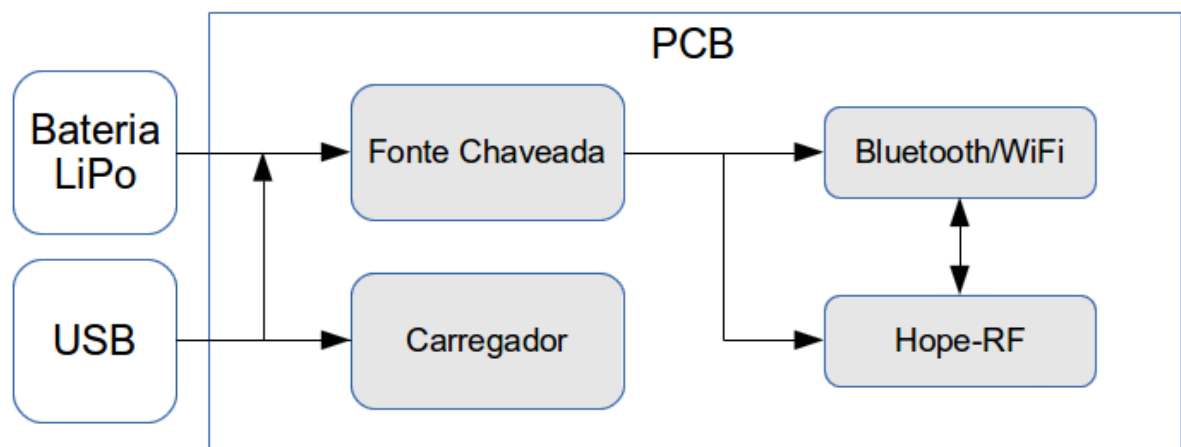 PCB
Bateria
LiPo
Fonte Chaveada
Bluetooth/WiFi
USB
Carregador
Hope-RF